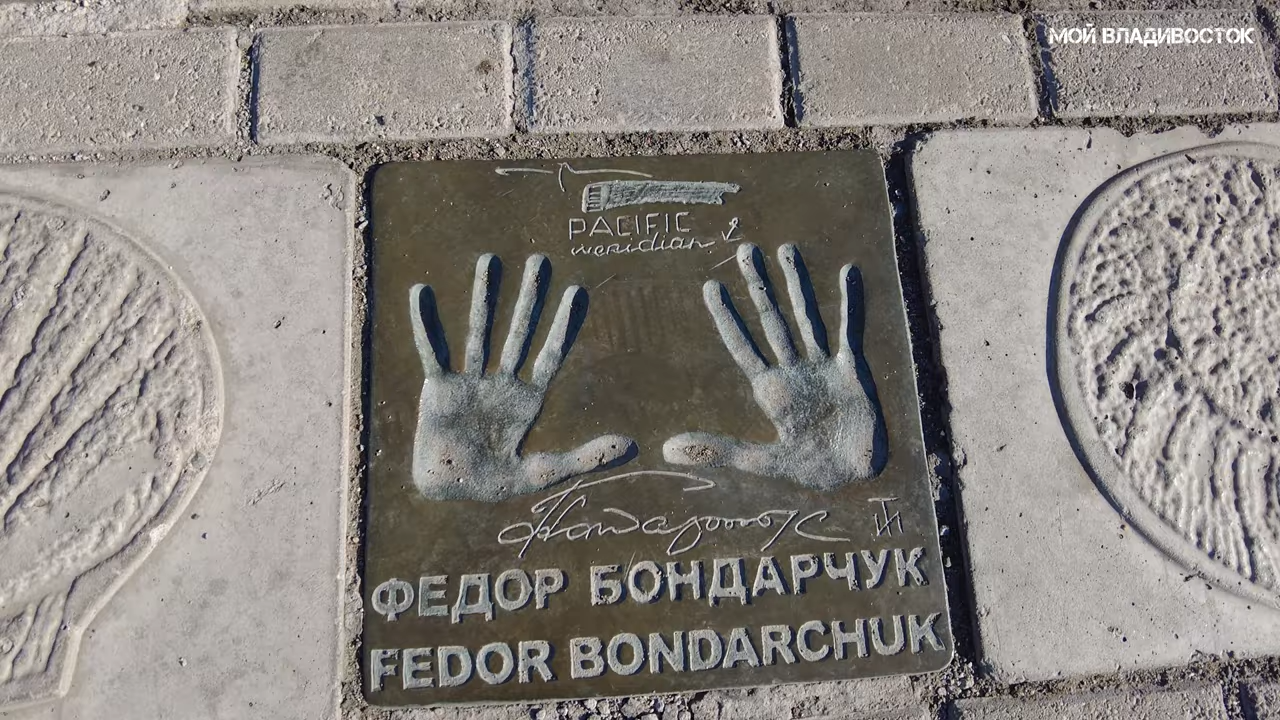 МОЙ ВЛАДИВОСТОК
PACIFIC
meridian
ФЕДОР БОНДАРЧУК
FEDOR BONDARCHUK